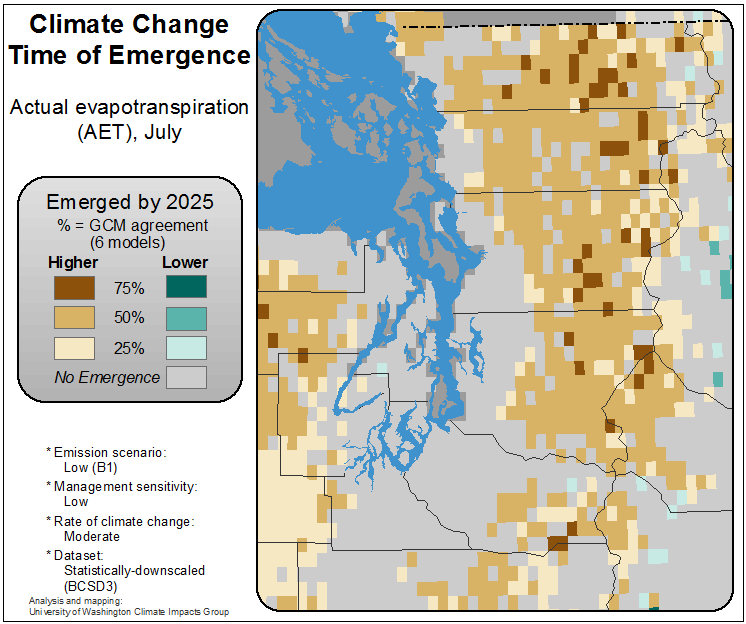 Climate Change
Time of Emergence
Actual evapotranspiration
(AET), July
Emerged by 2025
% = GCM agreement
(6 models)
Higher Lower
75%
50%
25%
No Emergence
* Emission scenario:
Low (B1)
* Management sensitivity:
Low
* Rate of climate change:
Moderate
* Dataset:
Statistically-downscaled
(BCSD3)
Analysis and mapping:
University of Washington Climate Impacts Group